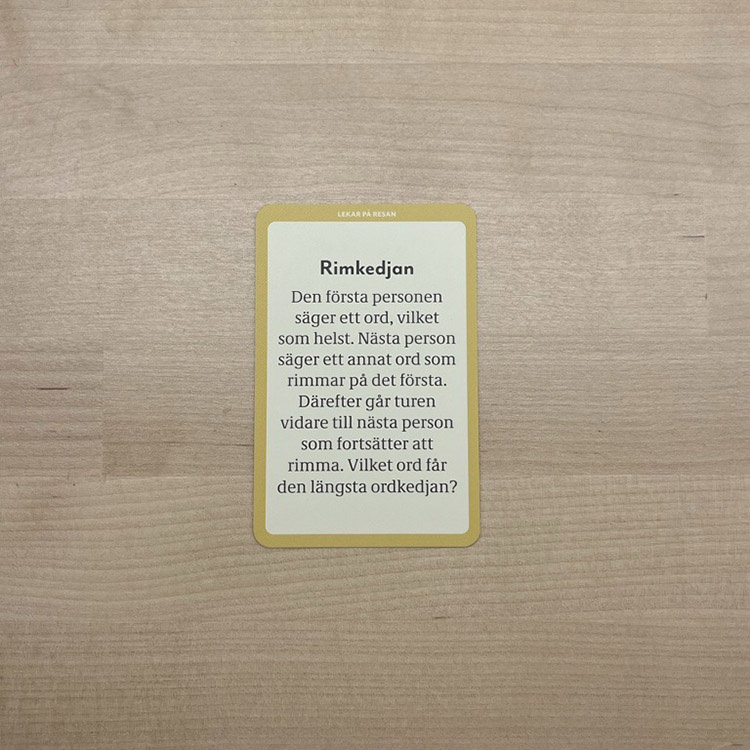 LEKAR PÅ RESAN
Rimkedjan
Den första personen
säger ett ord, vilket
som helst. Nästa person
säger ett annat ord som
rimmar på det första.
Därefter går turen
vidare till nästa person
som fortsätter att
rimma. Vilket ord får
den längsta ordkedjan?